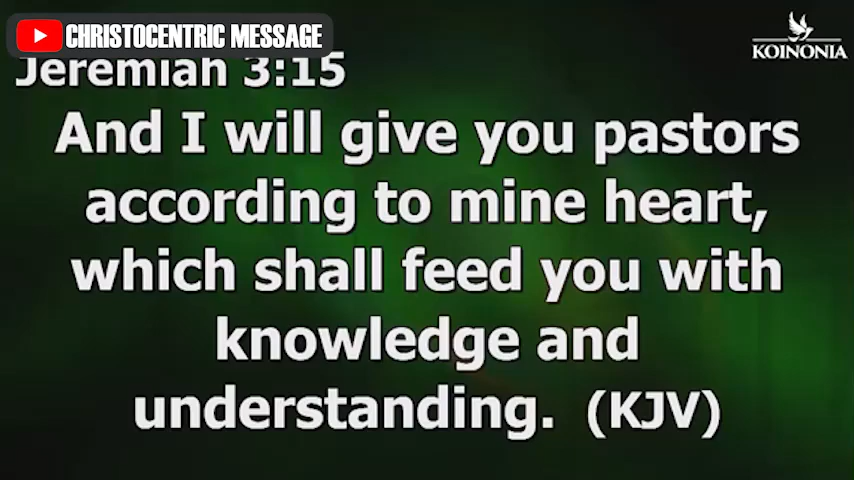 CHRISTOCENTRIC MESSAGE
KOINONIA
Jeremiah 3:15
And I will give you pastors
according to mine heart,
which shall feed you with
knowledge and
understanding. (KJV)